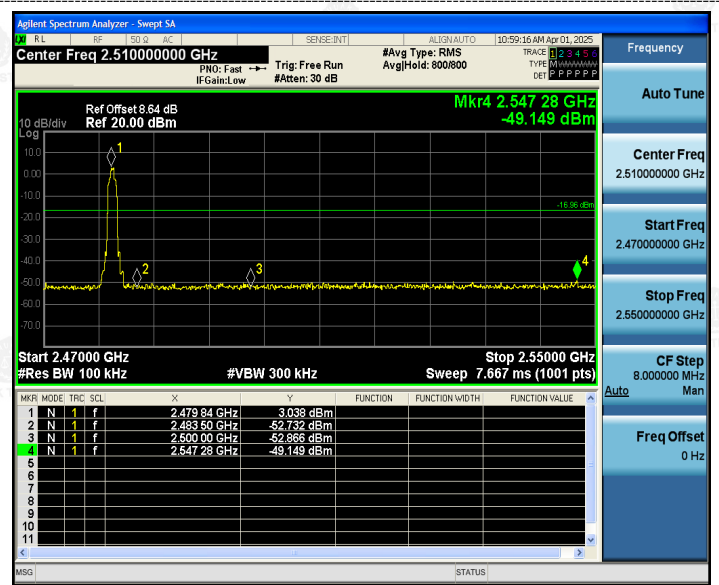 Agilent Spectrum Analyzer - Swept SA
LXI RL RF 50 Ω AC SENSE:INT ALIGNAUTO 10:59:16 AM Apr 01, 2025
Center Freq 2.510000000 GHz
PNO: Fast
IFGain:Low
Trig: Free Run
#Atten: 30 dB
#Avg Type: RMS
Avg|Hold: 800/800
TRACE 1 2 3 4 5 6
TYPE M
DET P P P P P P
Ref Offset 8.64 dB
Ref 20.00 dBm
10 dB/div
Log
Mkr4 2.547 28 GHz
-49.149 dBm
10.0
0.00
-10.0
-20.0
-30.0
-40.0
-50.0
-60.0
-70.0
1
2
3
4
-16.96 dBm
Start 2.47000 GHz Stop 2.55000 GHz
#Res BW 100 kHz #VBW 300 kHz Sweep 7.667 ms (1001 pts)
MKR MODE TRC SCL X Y FUNCTION FUNCTION WIDTH FUNCTION VALUE
1 N 1 f 2.479 84 GHz 3.038 dBm
2 N 1 f 2.483 50 GHz -52.732 dBm
3 N 1 f 2.500 00 GHz -52.866 dBm
4 N 1 f 2.547 28 GHz -49.149 dBm
5
6
7
8
9
10
11
MSG STATUS
Frequency
Auto Tune
Center Freq
2.510000000 GHz
Start Freq
2.470000000 GHz
Stop Freq
2.550000000 GHz
CF Step
8.000000 MHz
Auto Man
Freq Offset
0 Hz